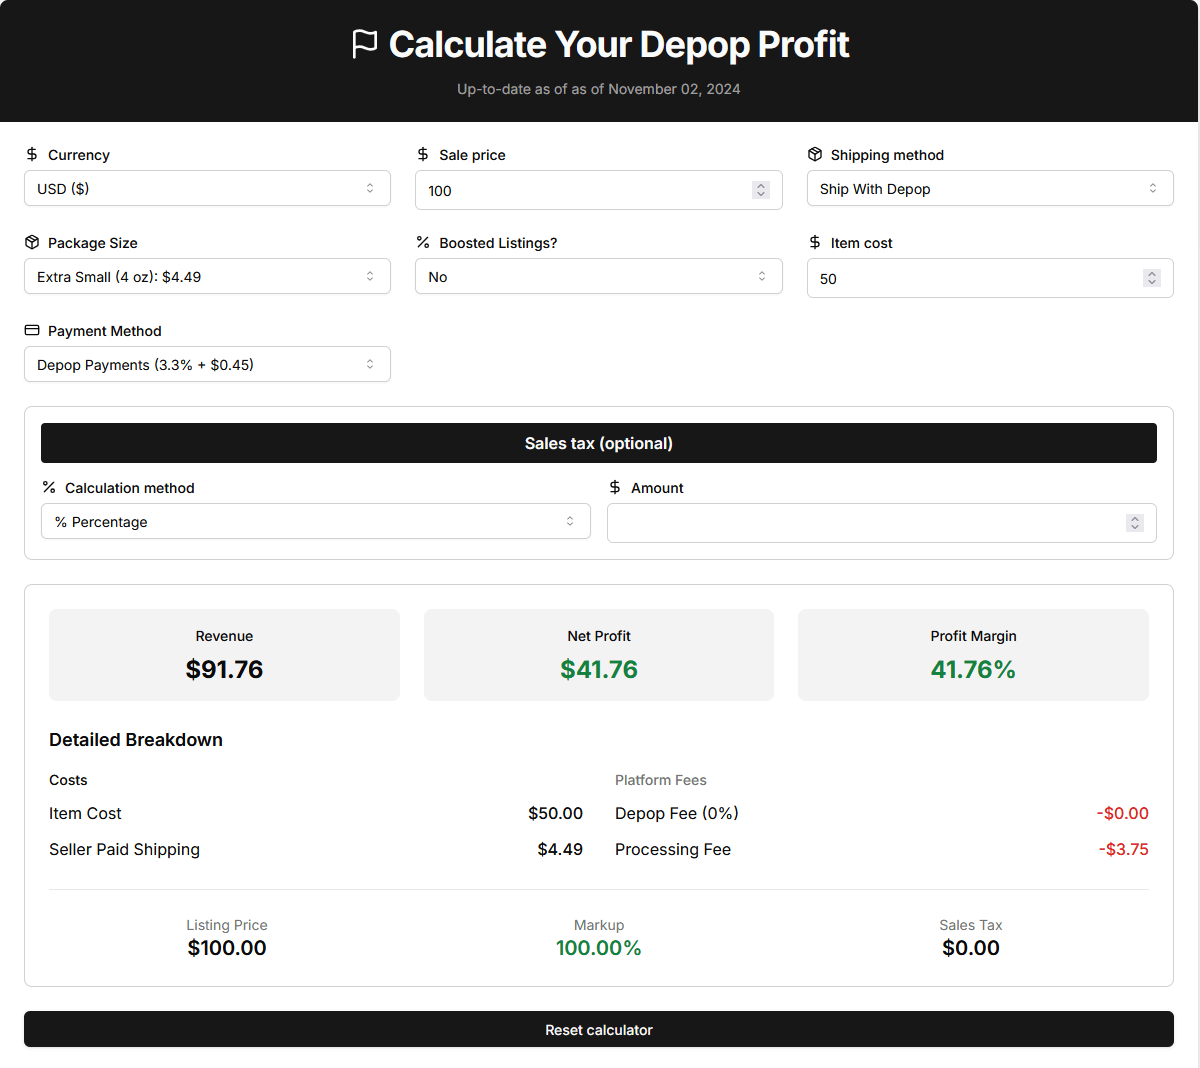 Calculate Your Depop Profit
Up-to-date as of as of November 02, 2024
$ Currency
USD ($)
$ Sale price
100
Shipping method
Ship With Depop
Package Size
Extra Small (4 oz): $4.49
% Boosted Listings?
No
$ Item cost
50
Payment Method
Depop Payments (3.3% + $0.45)
Sales tax (optional)
% Calculation method
% Percentage
$ Amount
Revenue
$91.76
Net Profit
$41.76
Profit Margin
41.76%
Detailed Breakdown
Costs
Item Cost $50.00
Seller Paid Shipping $4.49
Platform Fees
Depop Fee (0%) -$0.00
Processing Fee -$3.75
Listing Price
$100.00
Markup
100.00%
Sales Tax
$0.00
Reset calculator